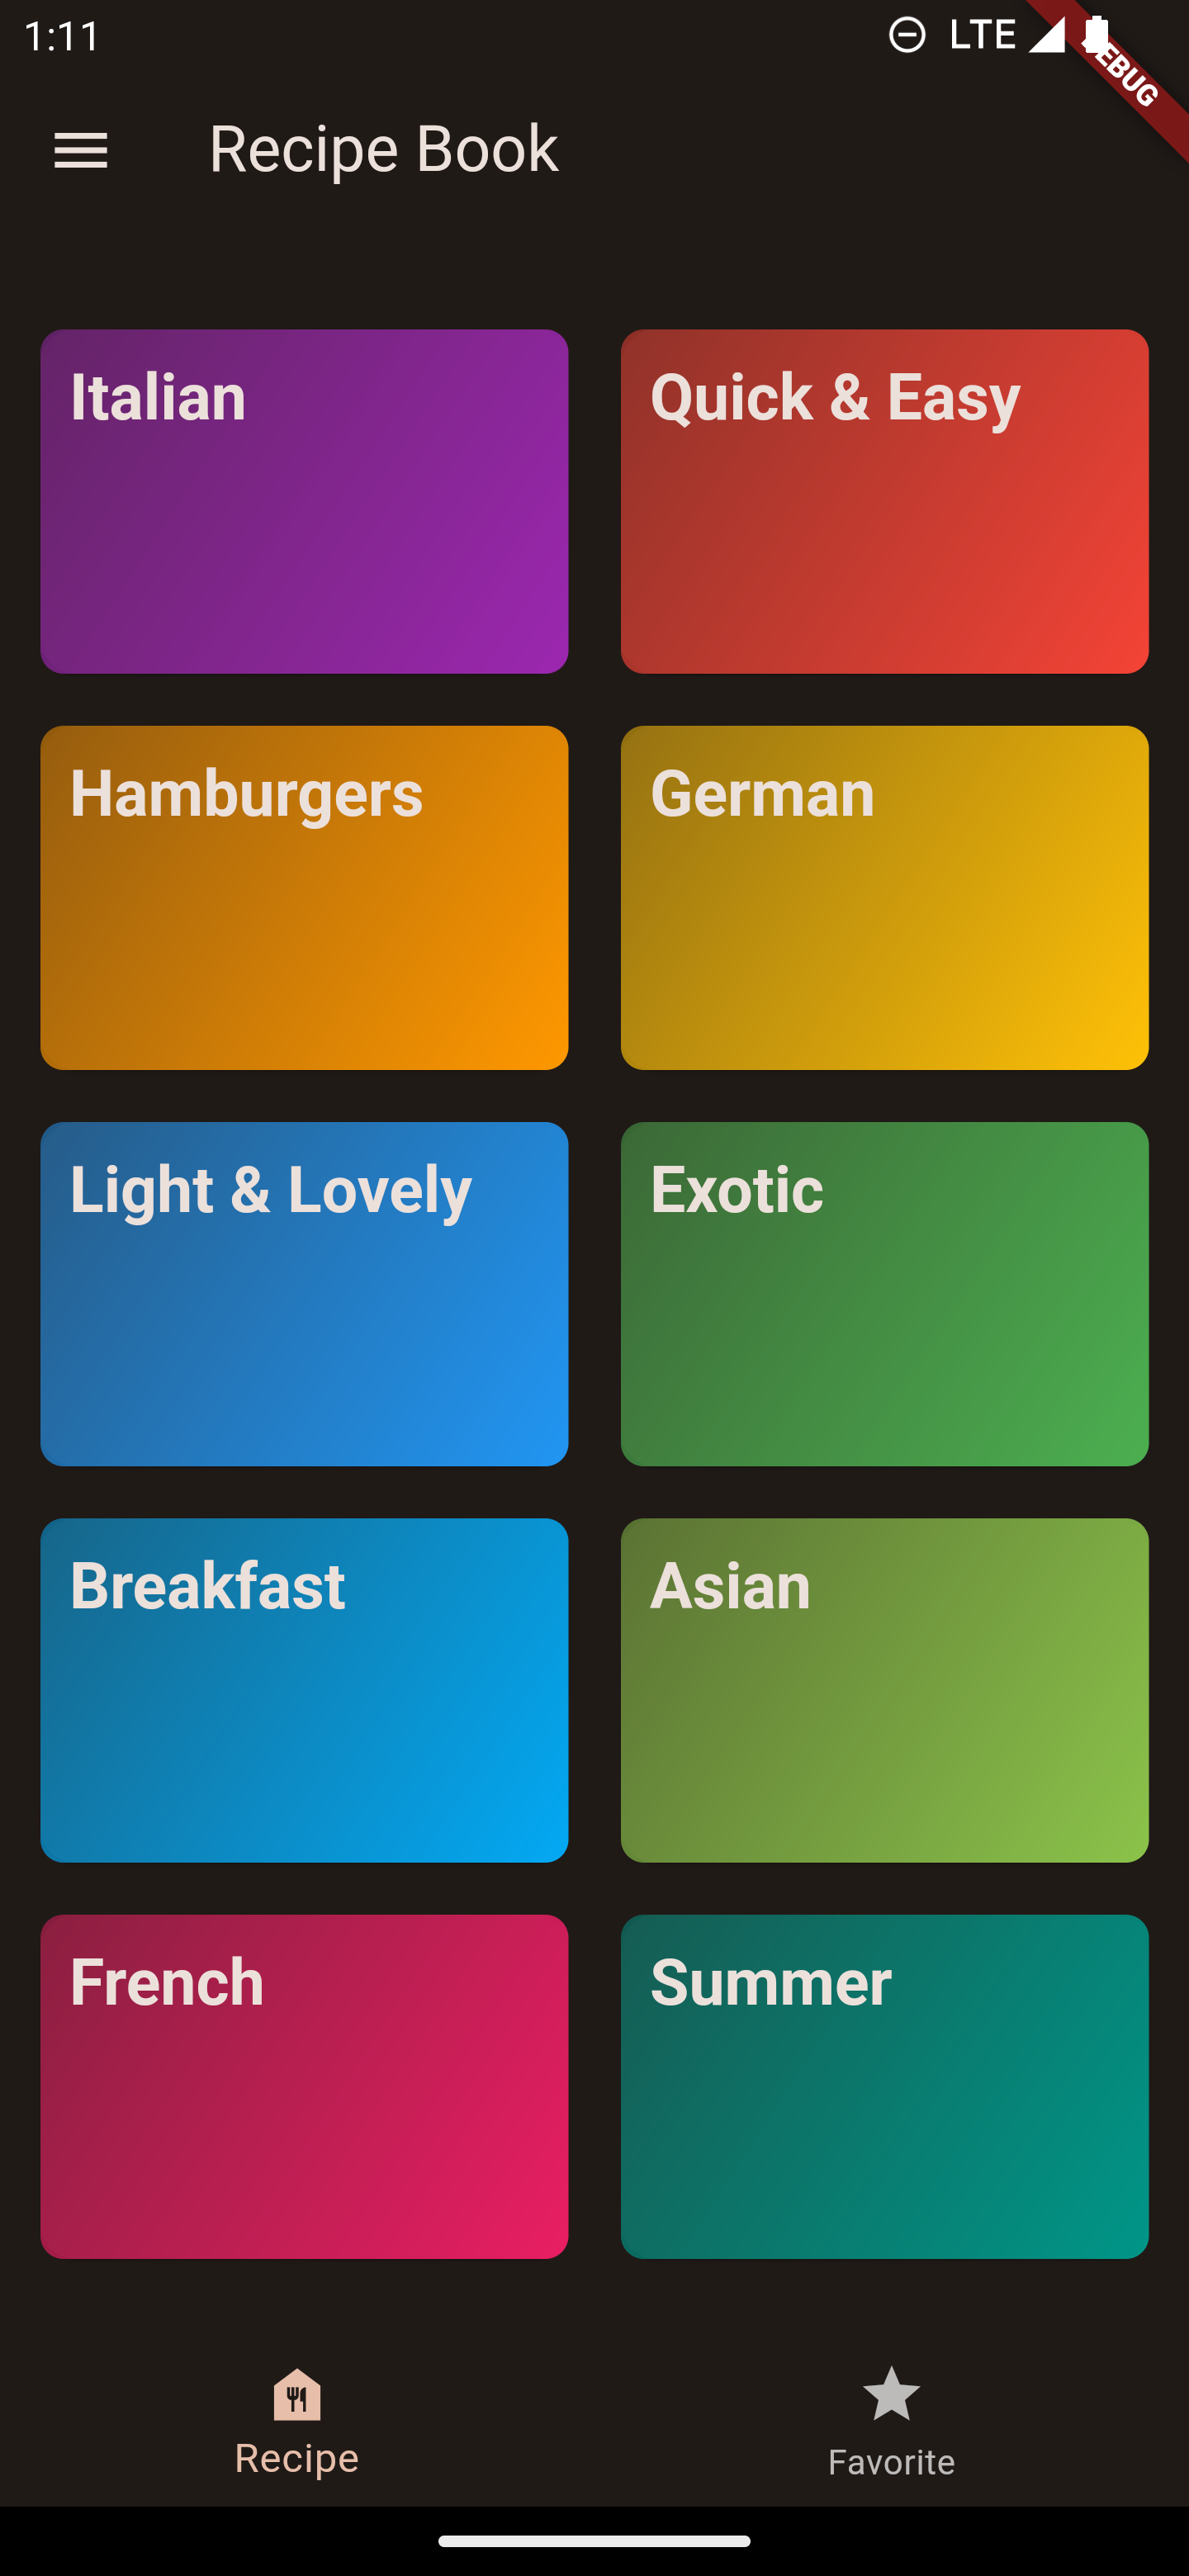 1:11
LTE
DEBUG
Recipe Book
Italian
Quick & Easy
Hamburgers
German
Light & Lovely
Exotic
Breakfast
Asian
French
Summer
Recipe
Favorite